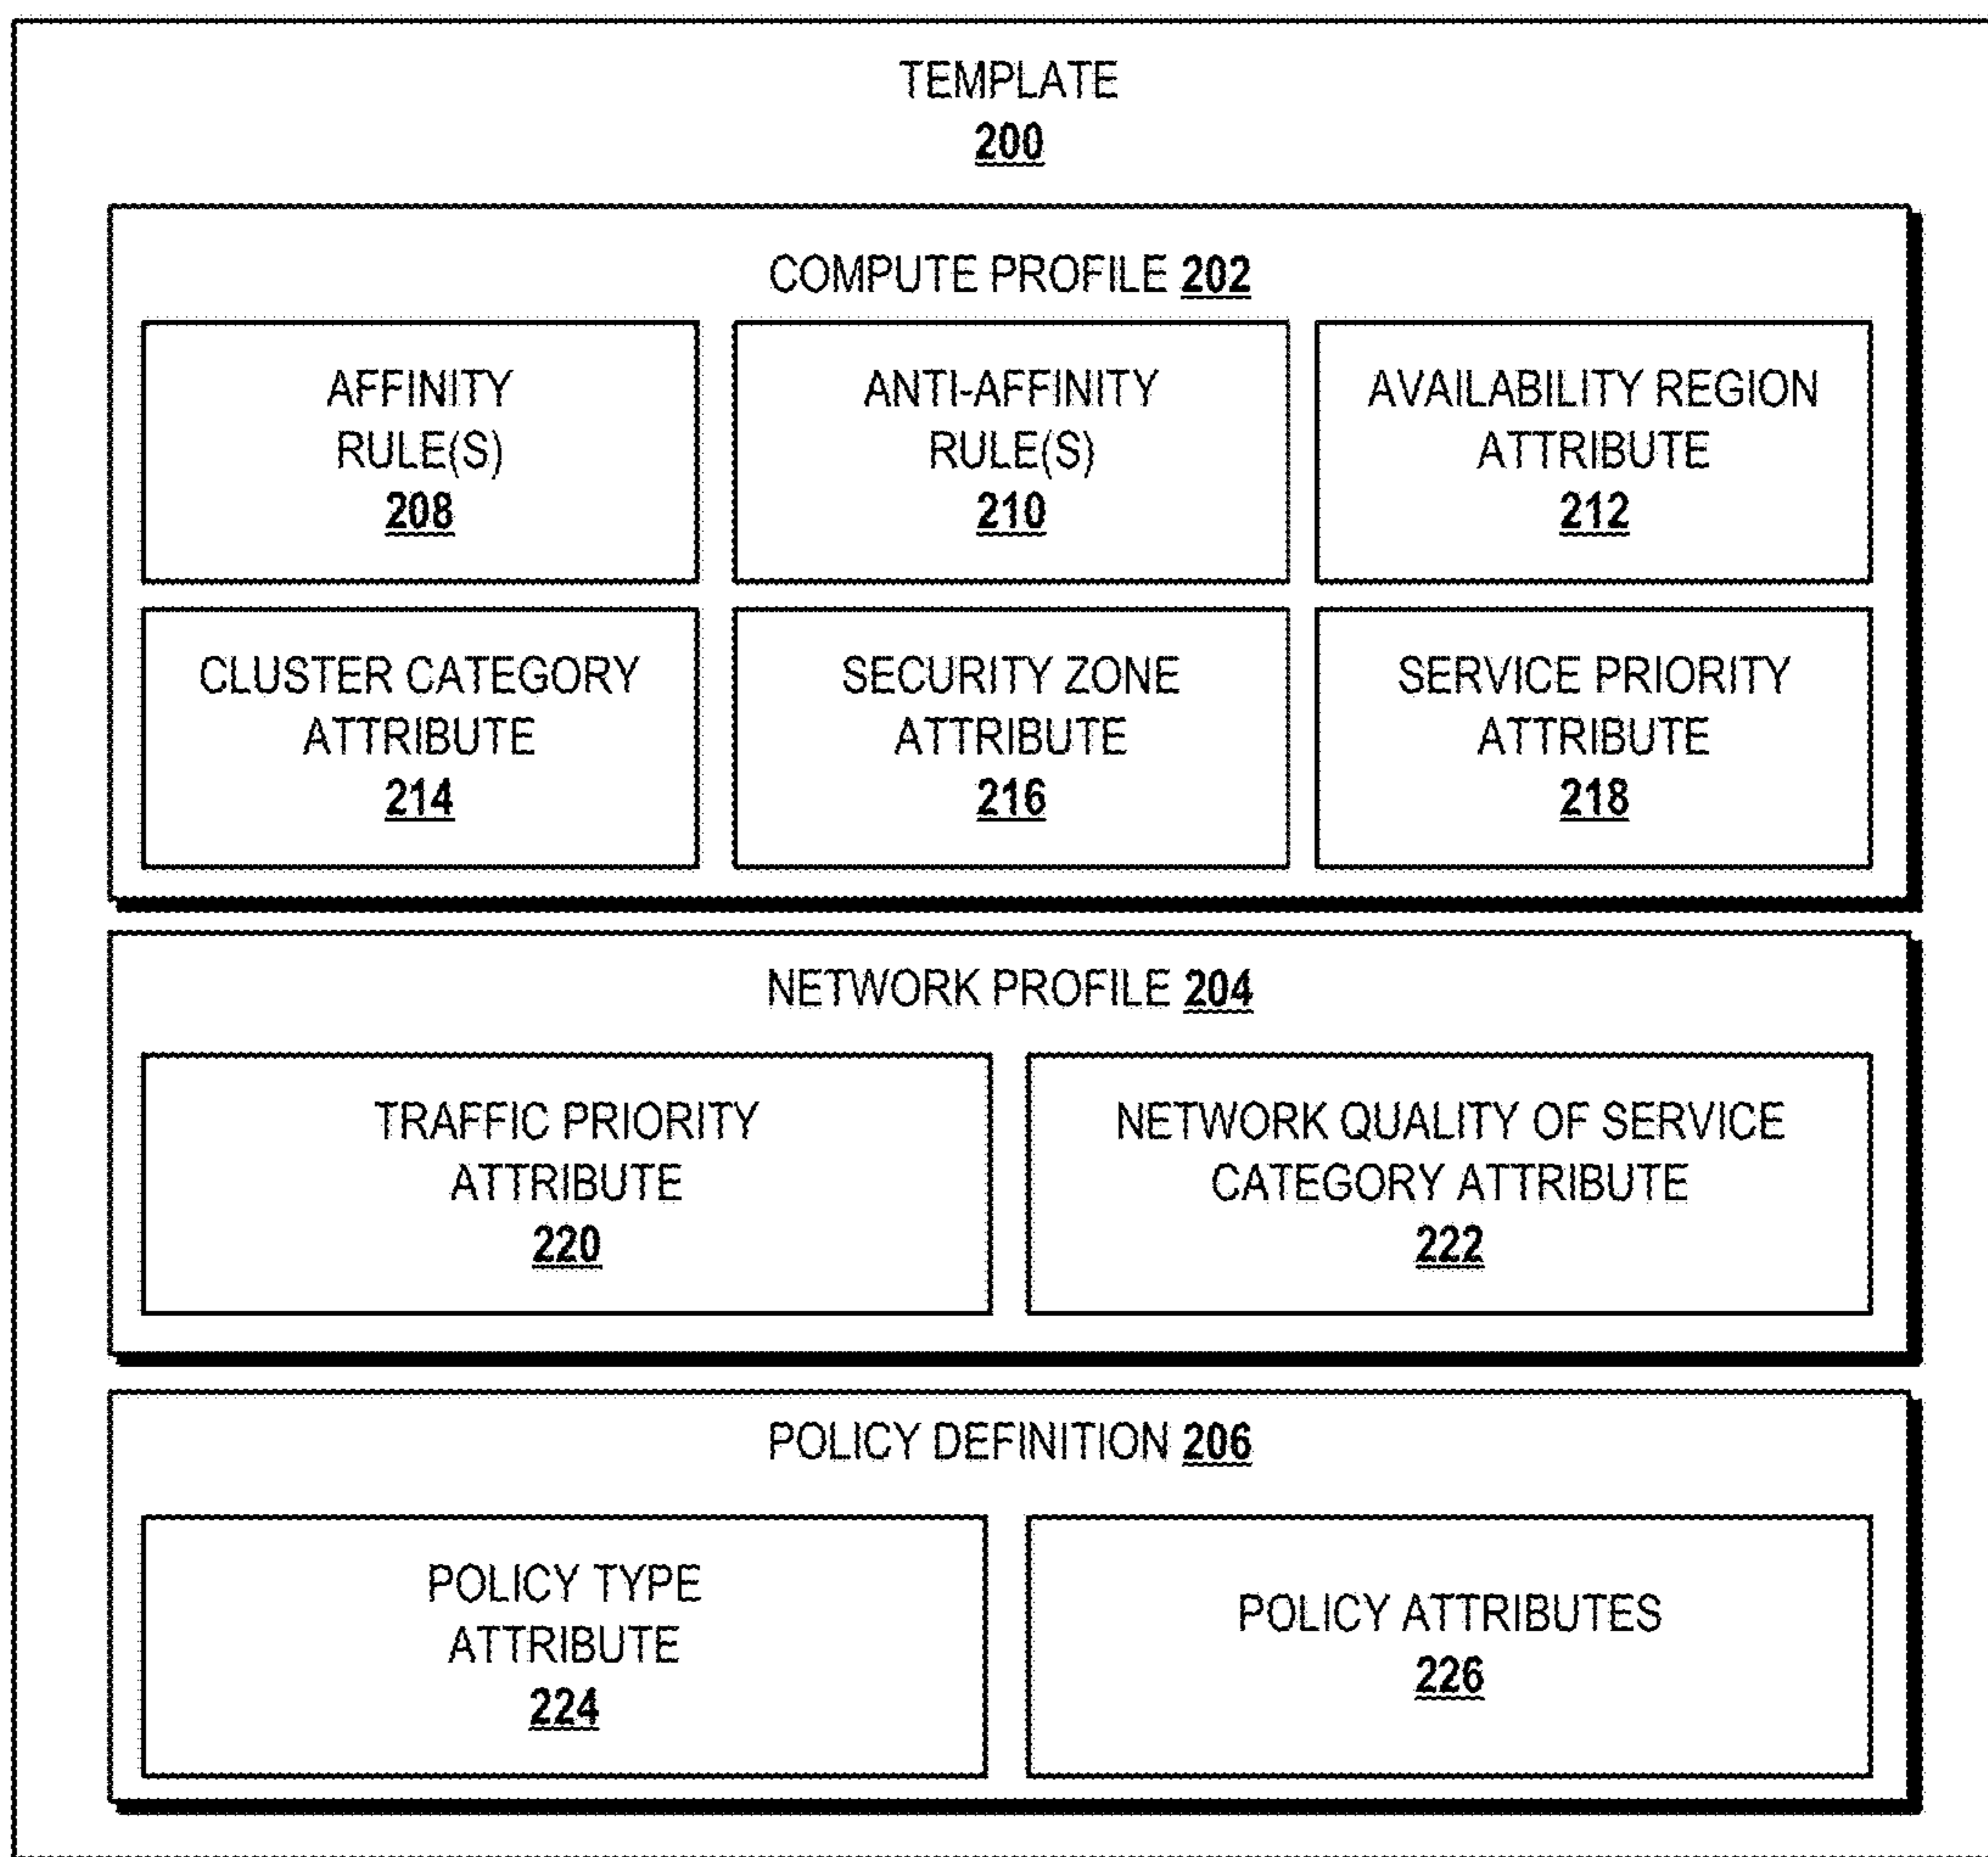 TEMPLATE
200
COMPUTE PROFILE 202
AFFINITY
RULE(S)
208
ANTI-AFFINITY
RULE(S)
210
AVAILABILITY REGION
ATTRIBUTE
212
CLUSTER CATEGORY
ATTRIBUTE
214
SECURITY ZONE
ATTRIBUTE
216
SERVICE PRIORITY
ATTRIBUTE
218
NETWORK PROFILE 204
TRAFFIC PRIORITY
ATTRIBUTE
220
NETWORK QUALITY OF SERVICE
CATEGORY ATTRIBUTE
222
POLICY DEFINITION 206
POLICY TYPE
ATTRIBUTE
224
POLICY ATTRIBUTES
226